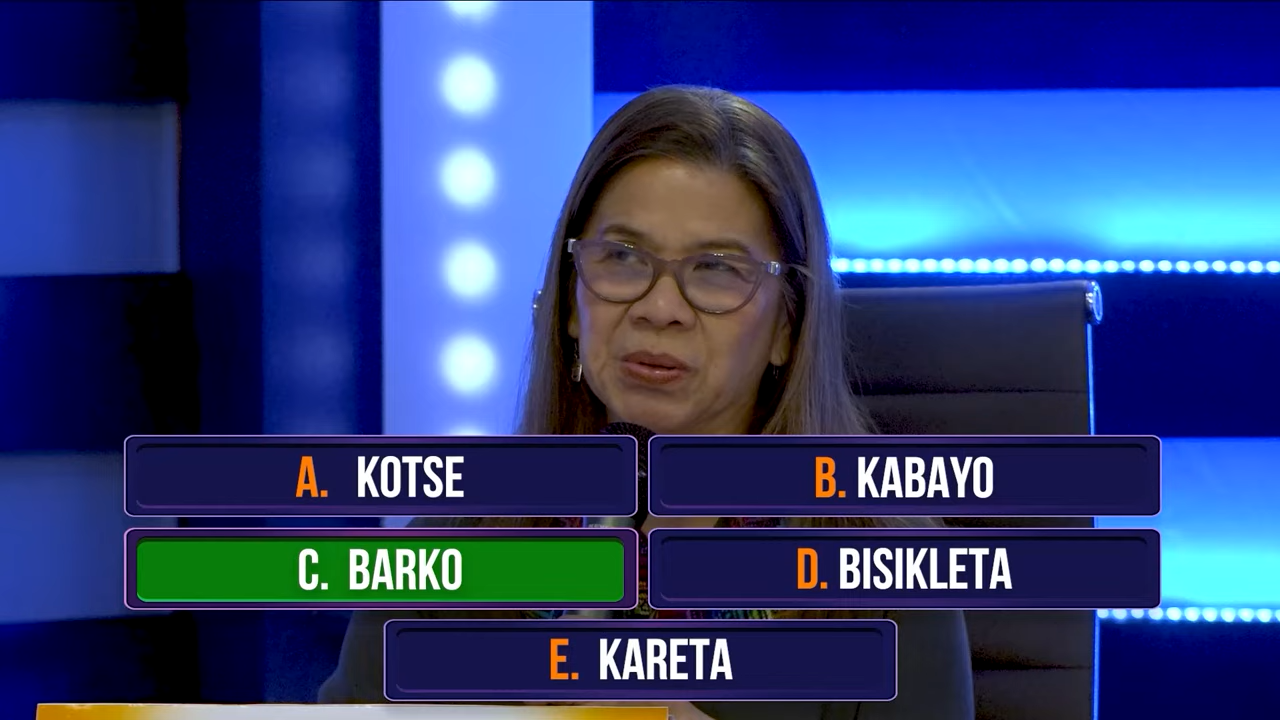 A. KOTSE
B. KABAYO
C. BARKO
D. BISIKLETA
E. KARETA